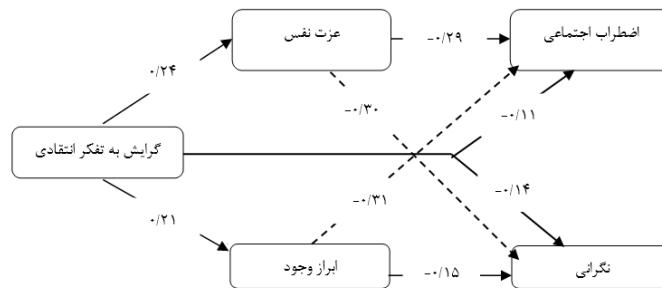 عزت نفس
-۰/۲۹
اضطراب اجتماعی
۰/۲۴
-۰/۳۰
-۰/۱۱
گرایش به تفکر انتقادی
۰/۲۱
-۰/۳۱
-۰/۱۴
ابراز وجود
-۰/۱۵
نگرانی